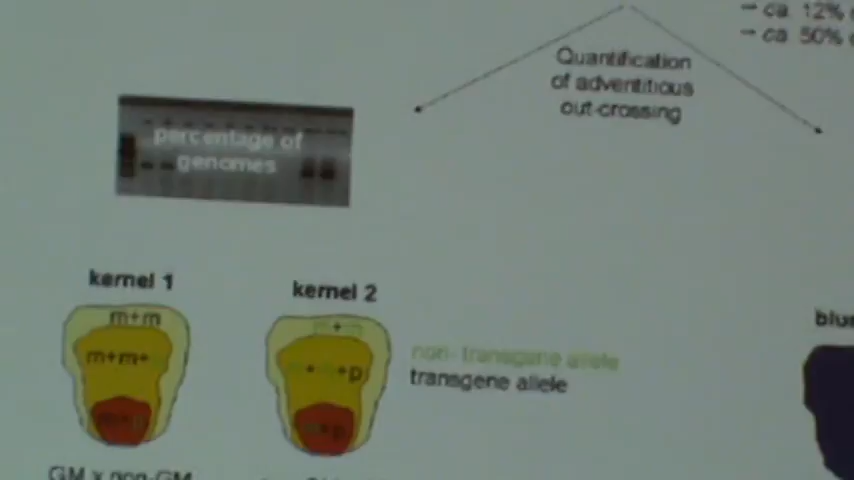 → ca. 12%
→ ca. 50%
Quantification
of adventitious
out-crossing
percentage of
genomes
kernel 1
kernel 2
m+m
m+m+
m+m
+p
non-transgene allele
transgene allele
GM x non-GM